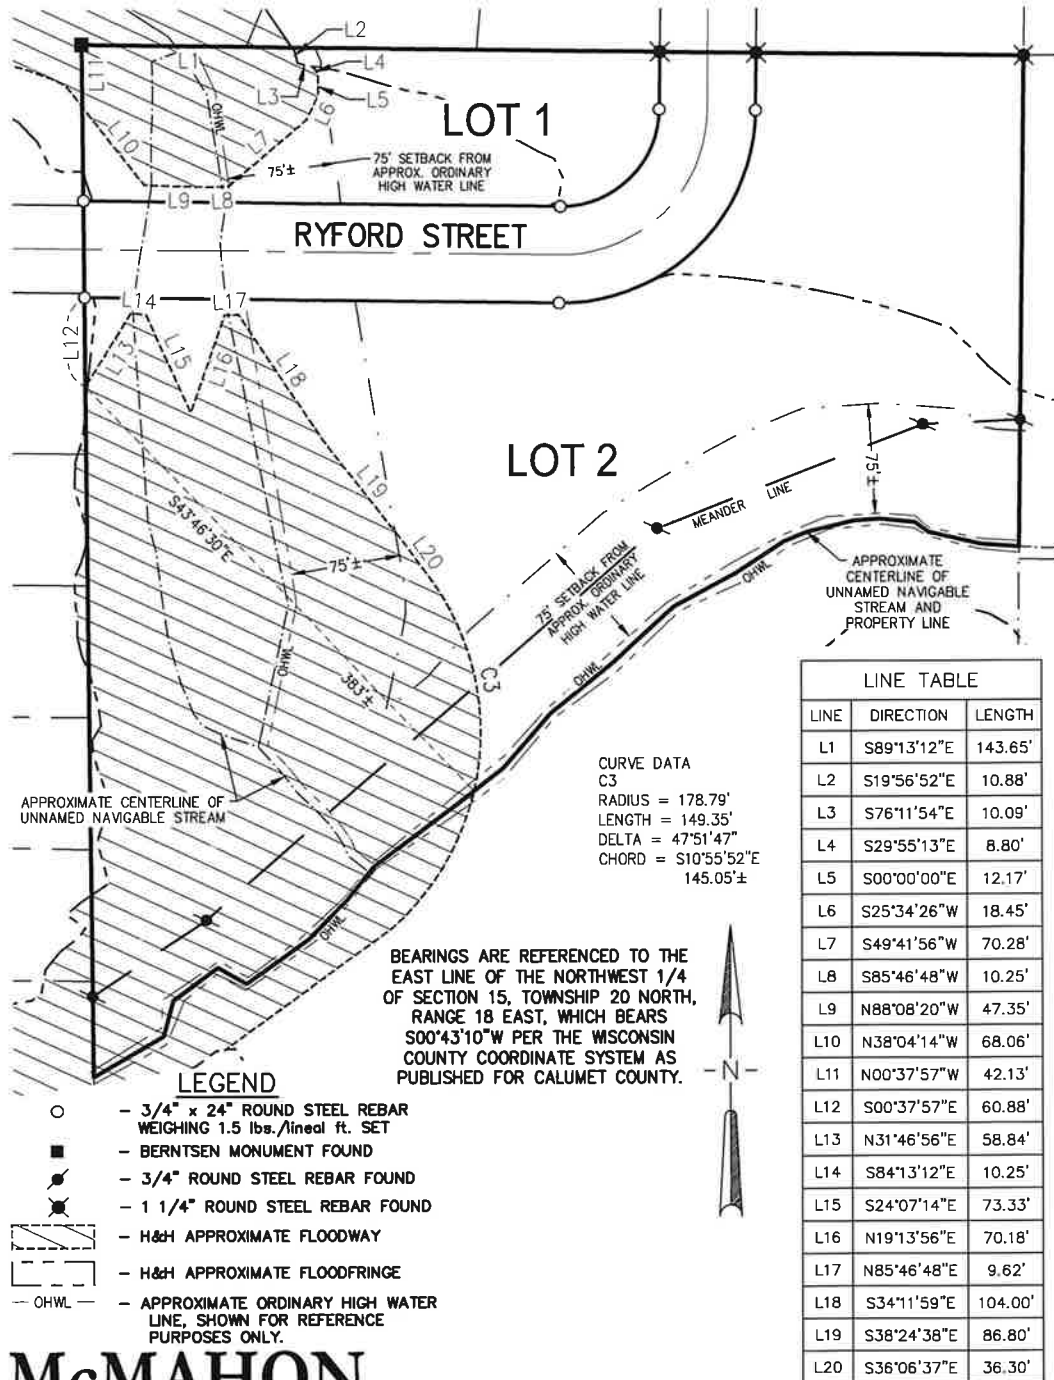 L2
L1
L4
L11
L3
L5
OHWL
L6
LOT 1
L10
L7
75'±
75' SETBACK FROM
APPROX. ORDINARY
HIGH WATER LINE
L9
L8
RYFORD STREET
L14
L17
L12
L13
L15
L16
L18
LOT 2
L19
75'±
S43°46'30"E
MEANDER LINE
L20
75'±
75' SETBACK FROM
APPROX. ORDINARY
HIGH WATER LINE
OHWL
APPROXIMATE
CENTERLINE OF
UNNAMED NAVIGABLE
STREAM AND
PROPERTY LINE
OHWL
OHWL
C3
383'±
APPROXIMATE CENTERLINE OF
UNNAMED NAVIGABLE STREAM
OHWL
CURVE DATA
C3
RADIUS = 178.79'
LENGTH = 149.35'
DELTA = 47°51'47"
CHORD = S10°55'52"E
145.05'±
BEARINGS ARE REFERENCED TO THE
EAST LINE OF THE NORTHWEST 1/4
OF SECTION 15, TOWNSHIP 20 NORTH,
RANGE 18 EAST, WHICH BEARS
S00°43'10"W PER THE WISCONSIN
COUNTY COORDINATE SYSTEM AS
PUBLISHED FOR CALUMET COUNTY.
N
LINE TABLE
LINE DIRECTION LENGTH
L1 S89°13'12"E 143.65'
L2 S19°56'52"E 10.88'
L3 S76°11'54"E 10.09'
L4 S29°55'13"E 8.80'
L5 S00°00'00"E 12.17'
L6 S25°34'26"W 18.45'
L7 S49°41'56"W 70.28'
L8 S85°46'48"W 10.25'
L9 N88°08'20"W 47.35'
L10 N38°04'14"W 68.06'
L11 N00°37'57"W 42.13'
L12 S00°37'57"E 60.88'
L13 N31°46'56"E 58.84'
L14 S84°13'12"E 10.25'
L15 S24°07'14"E 73.33'
L16 N19°13'56"E 70.18'
L17 N85°46'48"E 9.62'
L18 S34°11'59"E 104.00'
L19 S38°24'38"E 86.80'
L20 S36°06'37"E 36.30'
LEGEND
- 3/4" x 24" ROUND STEEL REBAR
WEIGHING 1.5 lbs./lineal ft. SET
- BERNTSEN MONUMENT FOUND
- 3/4" ROUND STEEL REBAR FOUND
- 1 1/4" ROUND STEEL REBAR FOUND
- H&H APPROXIMATE FLOODWAY
- H&H APPROXIMATE FLOODFRINGE
— OHWL — - APPROXIMATE ORDINARY HIGH WATER
LINE, SHOWN FOR REFERENCE
PURPOSES ONLY.
McMAHON